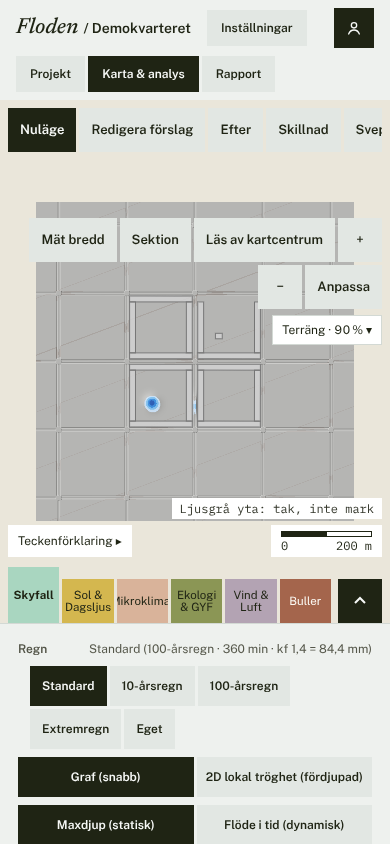 Floden / Demokvarteret Inställningar
Projekt Karta & analys Rapport
Nuläge Redigera förslag Efter Skillnad Svep
Mät bredd Sektion Läs av kartcentrum +
− Anpassa
Terräng · 90 % ▾
Ljusgrå yta: tak, inte mark
Teckenförklaring ▸
0 200 m
Skyfall Sol & Dagsljus Mikroklima Ekologi & GYF Vind & Luft Buller
Regn Standard (100-årsregn · 360 min · kf 1,4 = 84,4 mm)
Standard 10-årsregn 100-årsregn
Extremregn Eget
Graf (snabb) 2D lokal tröghet (fördjupad)
Maxdjup (statisk) Flöde i tid (dynamisk)